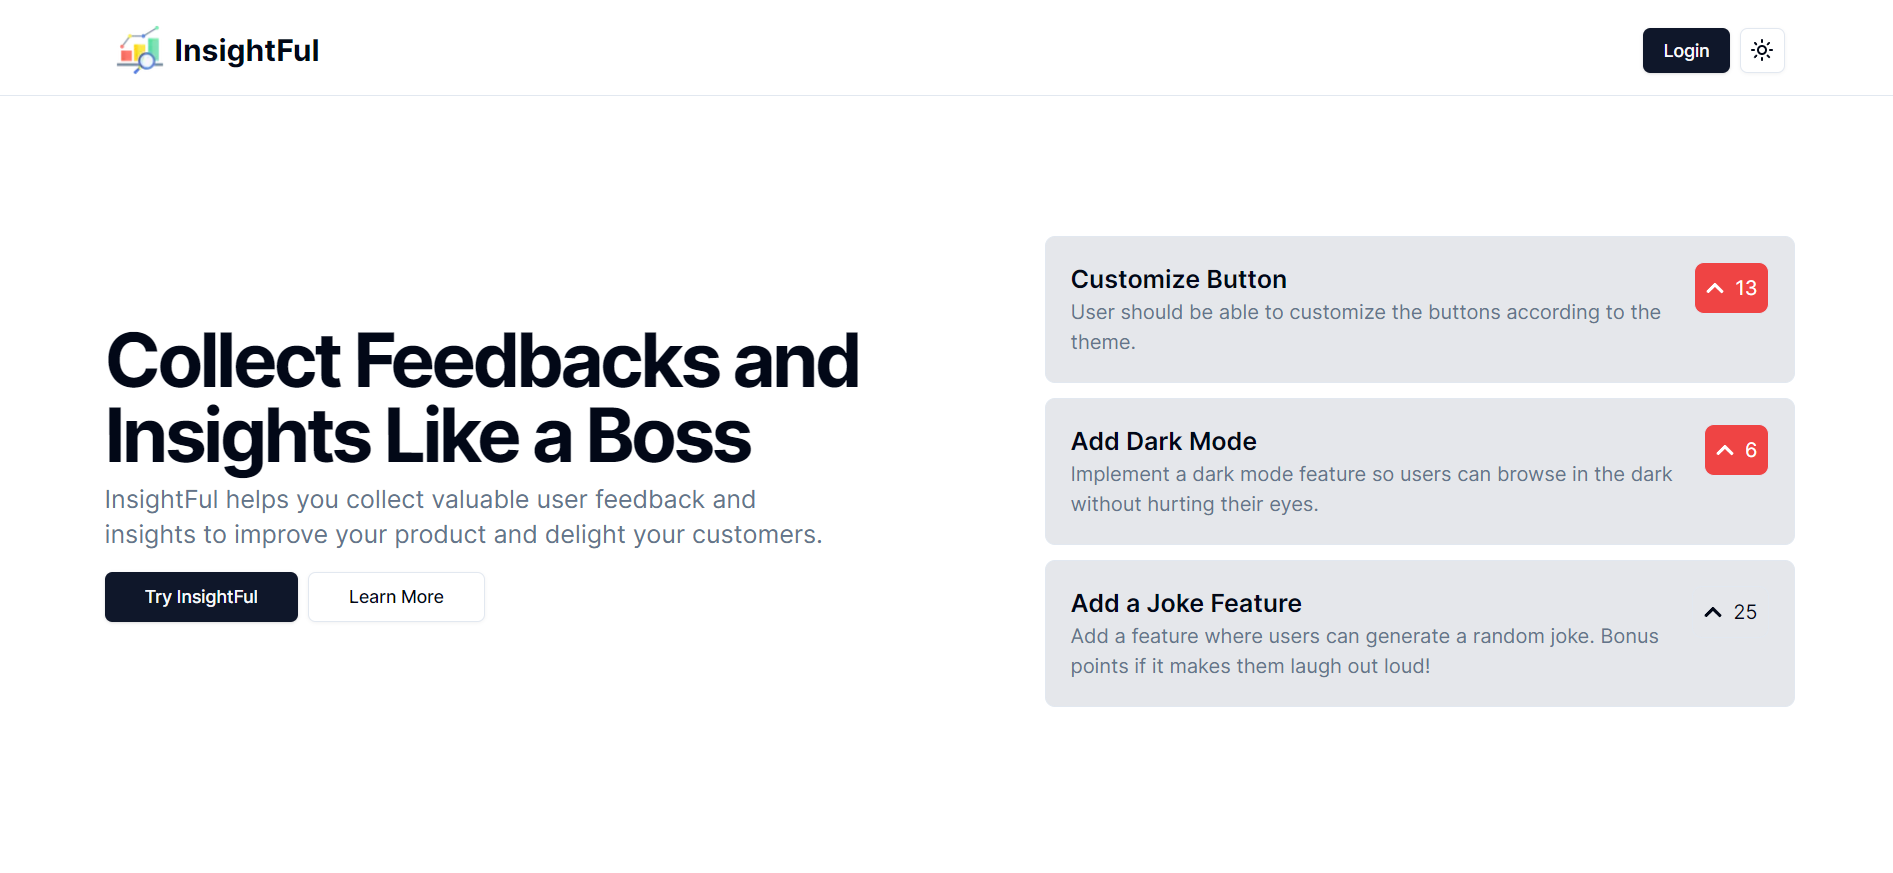 InsightFul
Login
Collect Feedbacks and
Insights Like a Boss
InsightFul helps you collect valuable user feedback and
insights to improve your product and delight your customers.
Try InsightFul
Learn More
Customize Button
13
User should be able to customize the buttons according to the
theme.
Add Dark Mode
6
Implement a dark mode feature so users can browse in the dark
without hurting their eyes.
Add a Joke Feature
25
Add a feature where users can generate a random joke. Bonus
points if it makes them laugh out loud!